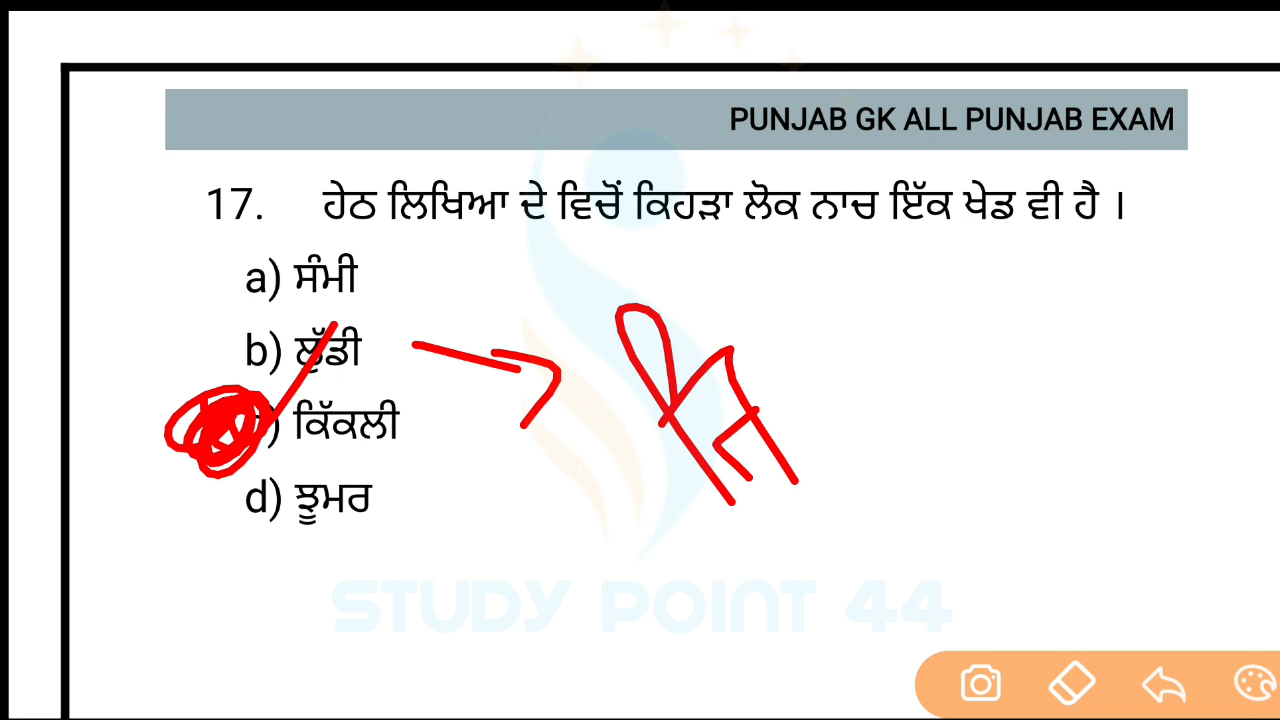 PUNJAB GK ALL PUNJAB EXAM
17. ਹੇਠ ਲਿਖਿਆ ਦੇ ਵਿਚੋਂ ਕਿਹੜਾ ਲੋਕ ਨਾਚ ਇੱਕ ਖੇਡ ਵੀ ਹੈ ।
a) ਸੰਮੀ
b) ਲੁੱਡੀ
) ਕਿੱਕਲੀ
d) ਝੂਮਰ
STUDY POINT 44